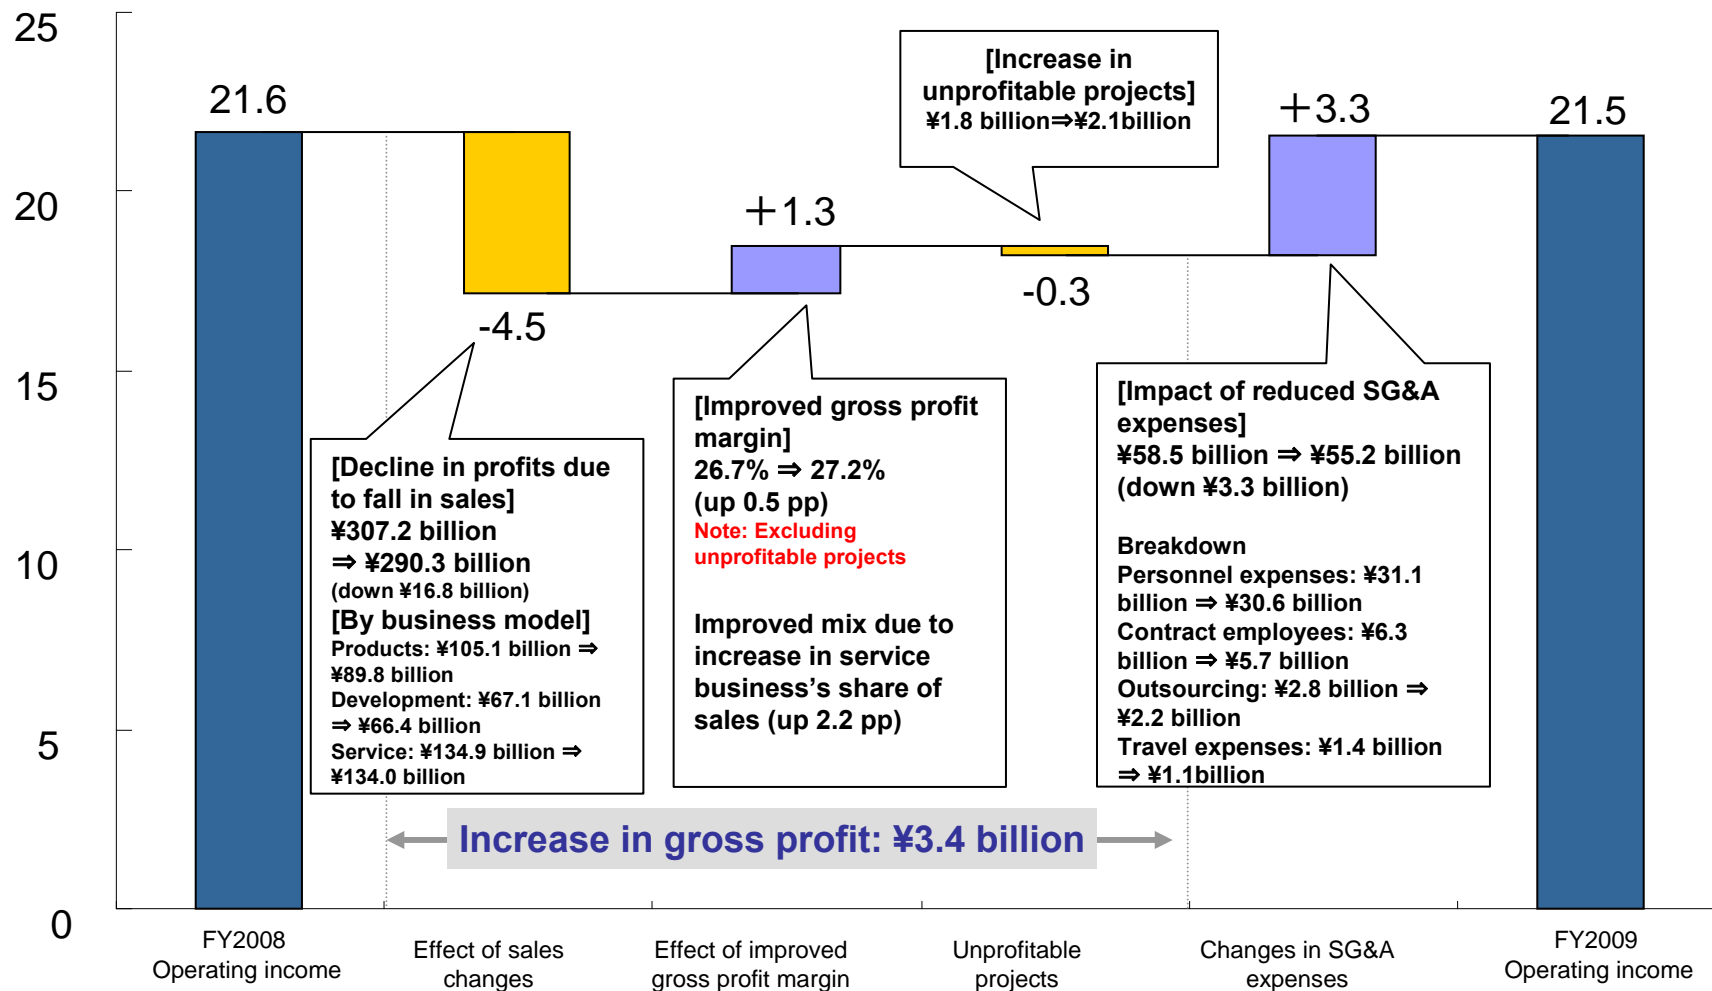 25
20
15
10
5
0
21.6
-4.5
+1.3
-0.3
+3.3
21.5
[Increase in
unprofitable projects]
¥1.8 billion⇒¥2.1billion
[Decline in profits due
to fall in sales]
¥307.2 billion
⇒ ¥290.3 billion
(down ¥16.8 billion)
[By business model]
Products: ¥105.1 billion ⇒
¥89.8 billion
Development: ¥67.1 billion
⇒ ¥66.4 billion
Service: ¥134.9 billion ⇒
¥134.0 billion
[Improved gross profit
margin]
26.7% ⇒ 27.2%
(up 0.5 pp)
Note: Excluding
unprofitable projects
Improved mix due to
increase in service
business’s share of
sales (up 2.2 pp)
[Impact of reduced SG&A
expenses]
¥58.5 billion ⇒ ¥55.2 billion
(down ¥3.3 billion)
Breakdown
Personnel expenses: ¥31.1
billion ⇒ ¥30.6 billion
Contract employees: ¥6.3
billion ⇒ ¥5.7 billion
Outsourcing: ¥2.8 billion ⇒
¥2.2 billion
Travel expenses: ¥1.4 billion
⇒ ¥1.1billion
Increase in gross profit: ¥3.4 billion
FY2008
Operating income
Effect of sales
changes
Effect of improved
gross profit margin
Unprofitable
projects
Changes in SG&A
expenses
FY2009
Operating income